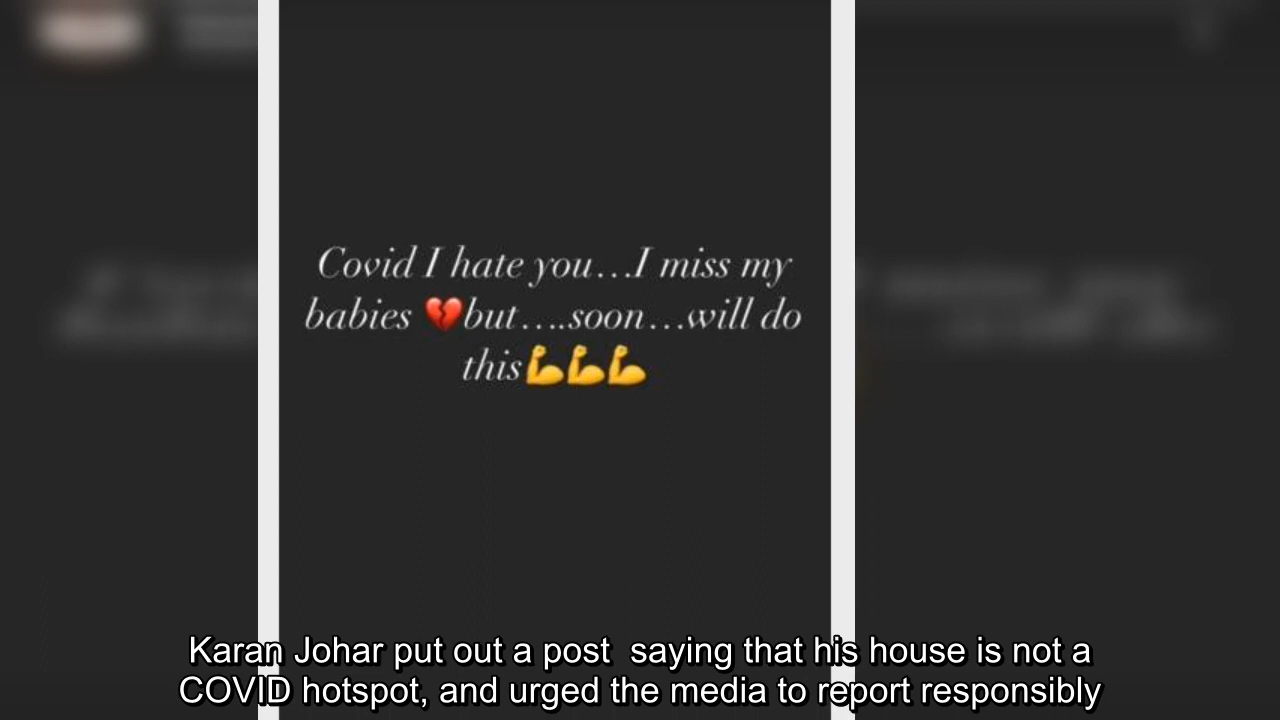 Covid I hate you...I miss my
babies 💔but....soon...will do
this💪💪💪
Karan Johar put out a post  saying that his house is not a
COVID hotspot, and urged the media to report responsibly